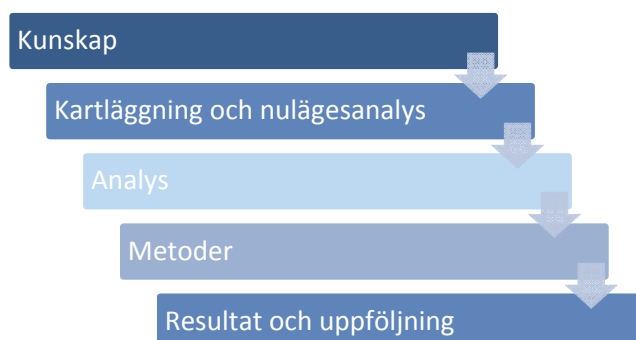 Kunskap
Kartläggning och nulägesanalys
Analys
Metoder
Resultat och uppföljning